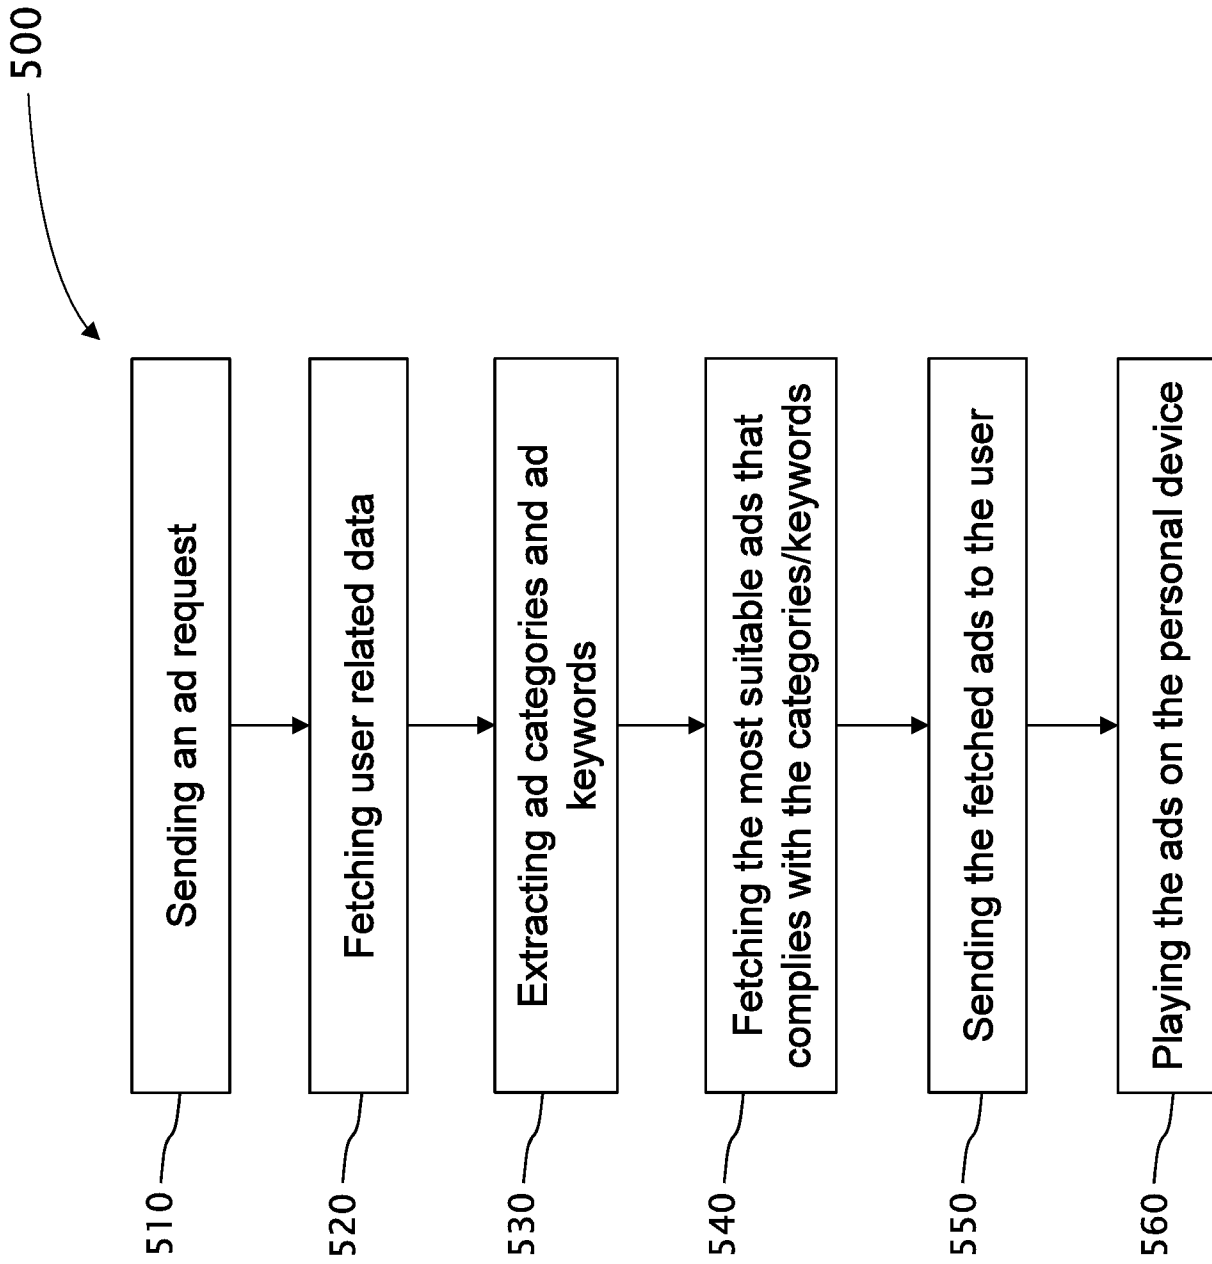 500
510
Sending an ad request
520
Fetching user related data
530
Extracting ad categories and ad
keywords
540
Fetching the most suitable ads that
complies with the categories/keywords
550
Sending the fetched ads to the user
560
Playing the ads on the personal device